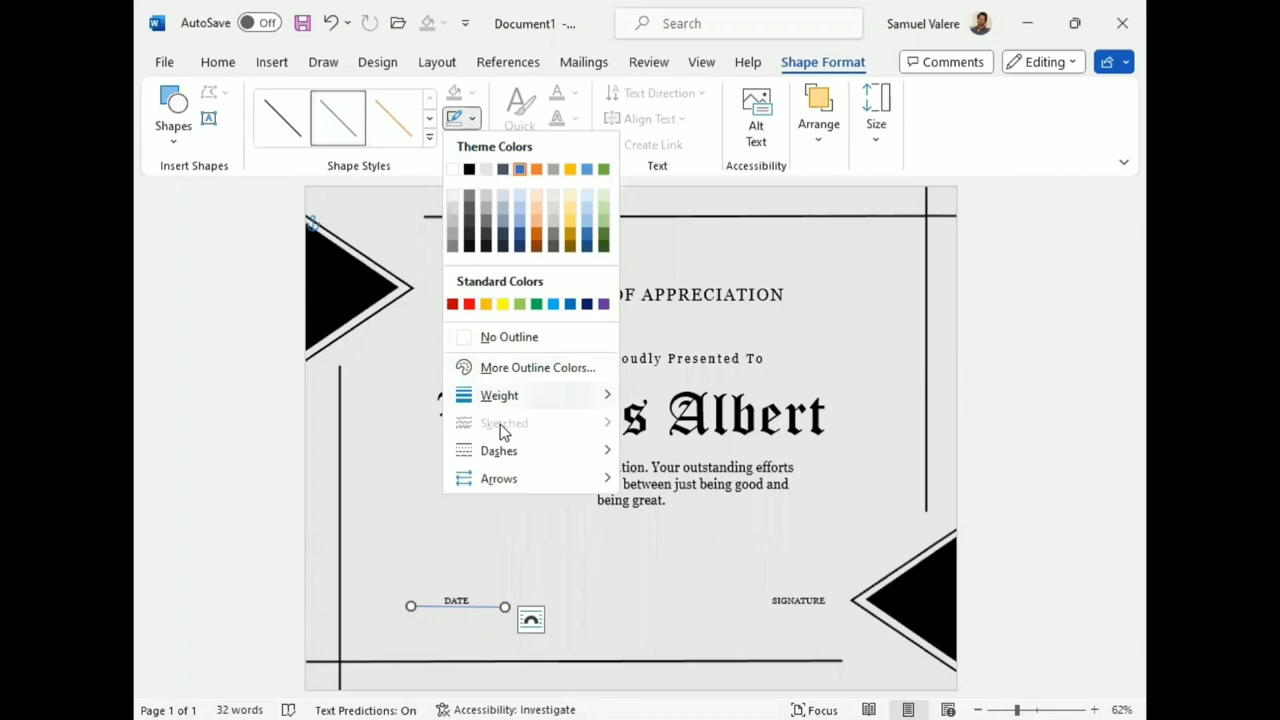 AutoSave Off Document1 -... Search Samuel Valere
File Home Insert Draw Design Layout References Mailings Review View Help Shape Format Comments Editing
Shapes
Insert Shapes
Shape Styles
Quick
Text Direction
Align Text
Create Link
Text
Alt
Text
Accessibility
Arrange
Size
Theme Colors
Standard Colors
No Outline
More Outline Colors...
Weight
Sketched
Dashes
Arrows
OF APPRECIATION
oudly Presented To
s Albert
tion. Your outstanding efforts
between just being good and
being great.
DATE
SIGNATURE
Page 1 of 1 32 words Text Predictions: On Accessibility: Investigate Focus 62%